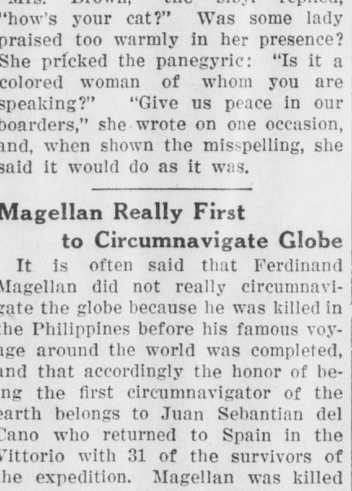 Mrs. Brown," the sibyl replied,
"how's your cat?" Was some lady
praised too warmly in her presence?
She pricked the panegyric: "Is it a
colored woman of whom you are
speaking?" "Give us peace in our
boarders," she wrote on one occasion,
and, when shown the misspelling, she
said it would do as it was.
Magellan Really First
to Circumnavigate Globe
It is often said that Ferdinand
Magellan did not really circumnavi-
gate the globe because he was killed in
the Philippines before his famous voy-
age around the world was completed,
and that accordingly the honor of be-
ing the first circumnavigator of the
earth belongs to Juan Sebantian del
Cano who returned to Spain in the
Vittorio with 31 of the survivors of
the expedition. Magellan was killed